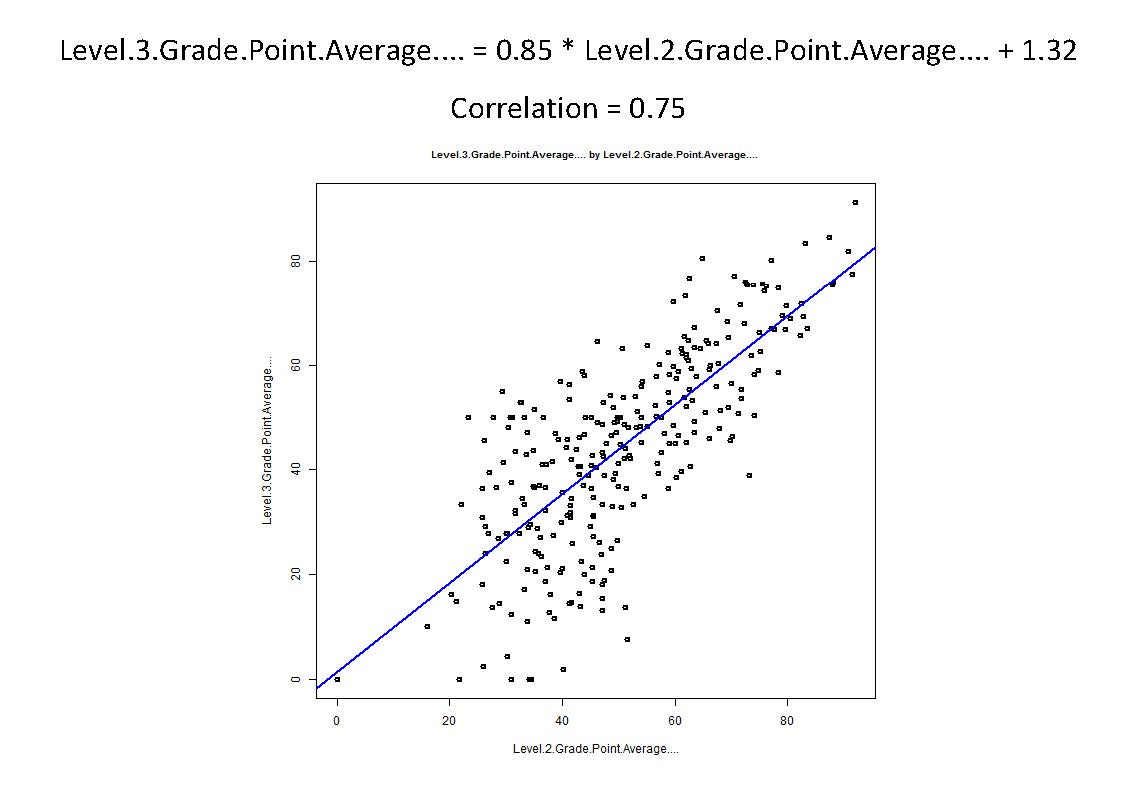 Level.3.Grade.Point.Average.... = 0.85 * Level.2.Grade.Point.Average.... + 1.32
Correlation = 0.75
Level.3.Grade.Point.Average.... by Level.2.Grade.Point.Average....
Level.3.Grade.Point.Average....
80
60
40
20
0
0 20 40 60 80
Level.2.Grade.Point.Average....